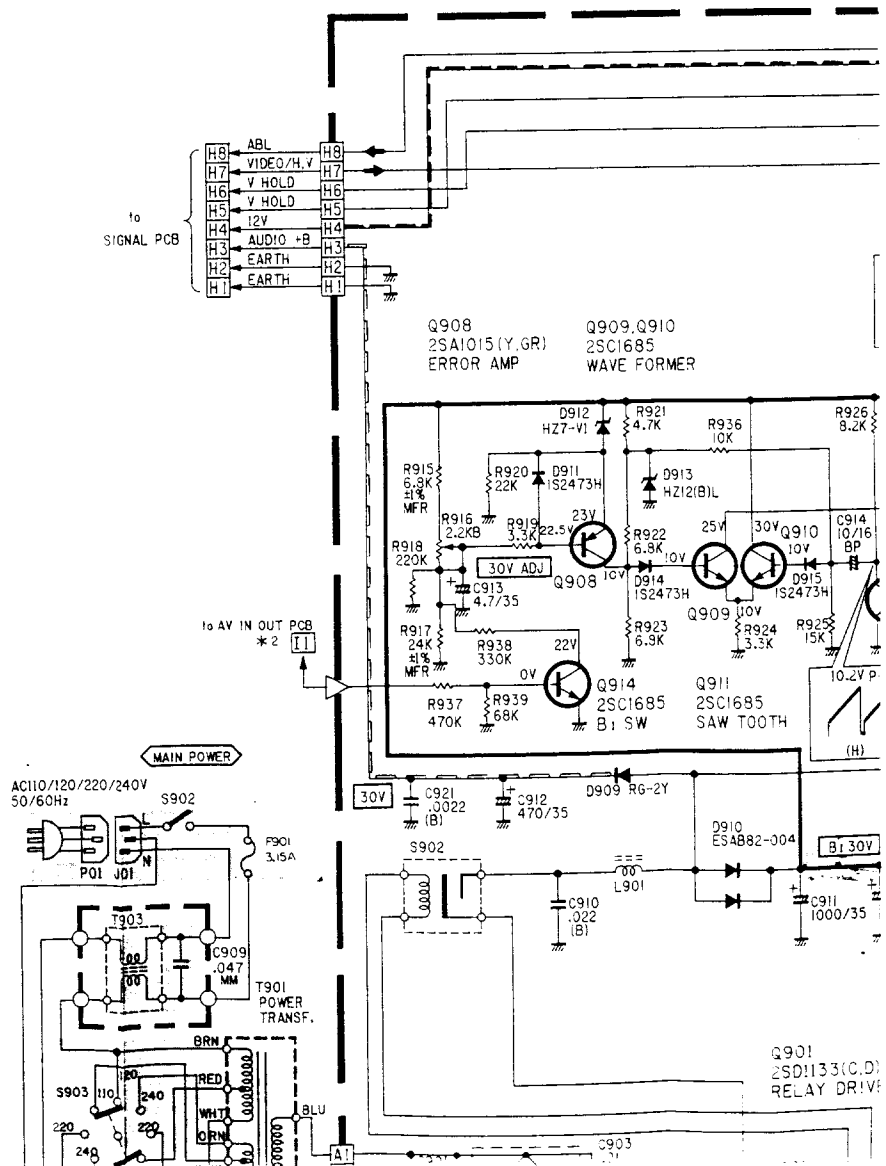 H8 ABL H8
H7 VIDEO/H.V H7
H6 V HOLD H6
H5 V HOLD H5
H4 12V H4
H3 AUDIO +B H3
H2 EARTH H2
H1 EARTH H1
to
SIGNAL PCB
Q908
2SA1015(Y,GR)
ERROR AMP
Q909,Q910
2SC1685
WAVE FORMER
D912
HZ7-V1
R921
4.7K
R936
10K
R926
8.2K
R915
6.8K
±1%
MFR
R920
22K
D911
1S2473H
D913
HZ12(B)L
R916
2.2KB
R919
3.3K
22.5V
23V
R922
6.8K
25V
30V
Q910
10V
C914
10/16
BP
R918
220K
30V ADJ
Q908
10V
D914
1S2473H
10V
D915
1S2473H
C913
4.7/35
Q909
10V
to AV IN OUT PCB
*2 I1
R917
24K
±1%
MFR
R938
330K
22V
R923
6.8K
R924
3.3K
R925
15K
0V
10.2V P-
R937
470K
R939
68K
Q914
2SC1685
B1 SW
Q911
2SC1685
SAW TOOTH
(H)
MAIN POWER
AC110/120/220/240V
50/60Hz
S902
30V
C921
.0022
(B)
C912
470/35
D909 RG-2Y
L
N
P01 J01
F901
3.15A
S902
D910
ESAB82-004
B1 30V
L901
C910
.022
(B)
C911
1000/35
T903
C909
.047
MM
T901
POWER
TRANSF.
BRN
Q901
2SD1133(C,D)
RELAY DRIVE
S903
110
120
240
RED
WHT
BLU
220
220
ORN
240
A1
C903